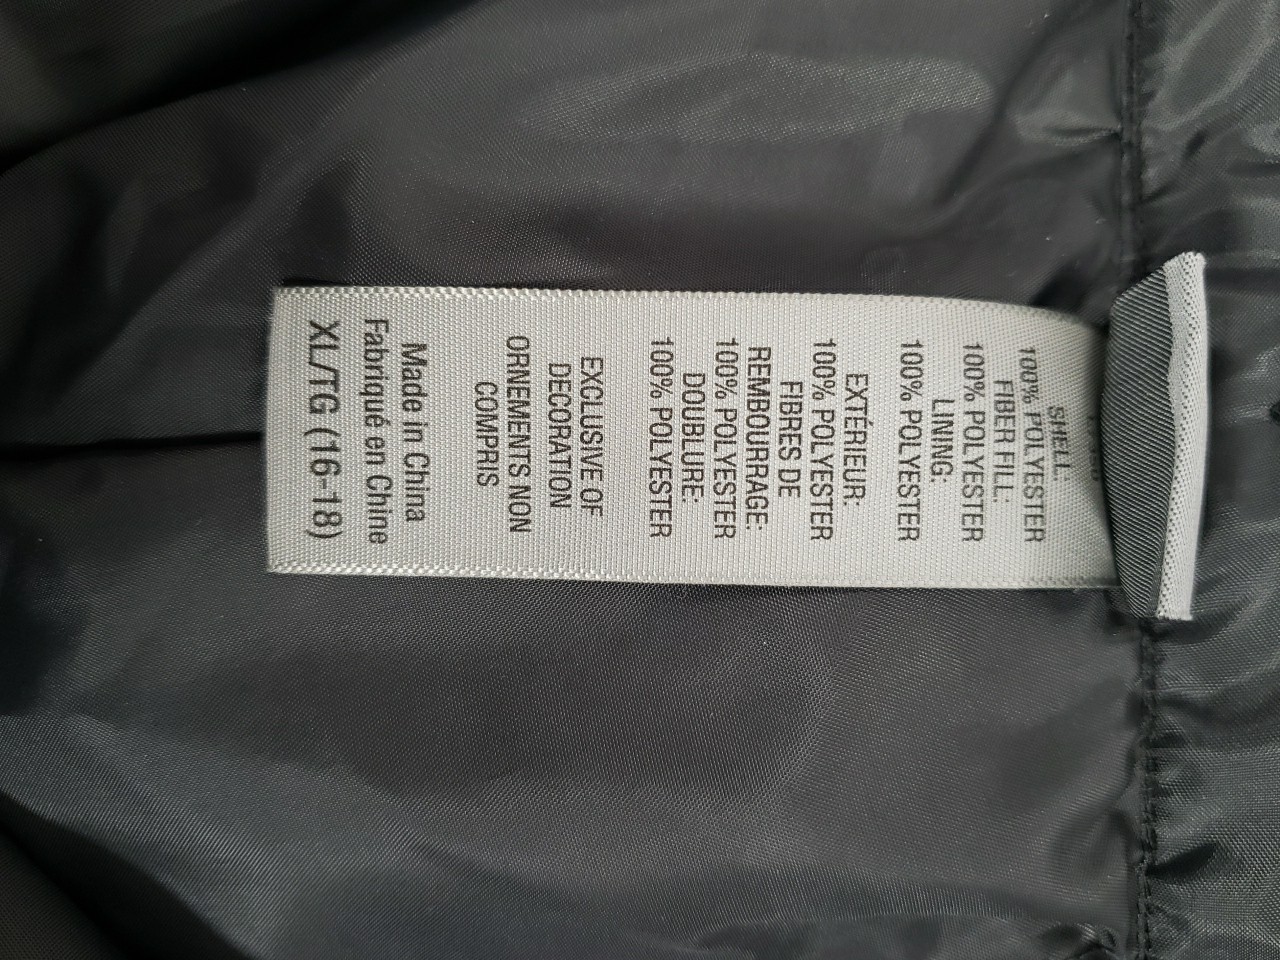 SHELL:
100% POLYESTER
FIBER FILL:
100% POLYESTER
LINING:
100% POLYESTER
EXTÉRIEUR:
100% POLYESTER
FIBRES DE
REMBOURRAGE:
100% POLYESTER
DOUBLURE:
100% POLYESTER
EXCLUSIVE OF
DECORATION
ORNEMENTS NON
COMPRIS
Made in China
Fabriqué en Chine
XL/TG (16-18)